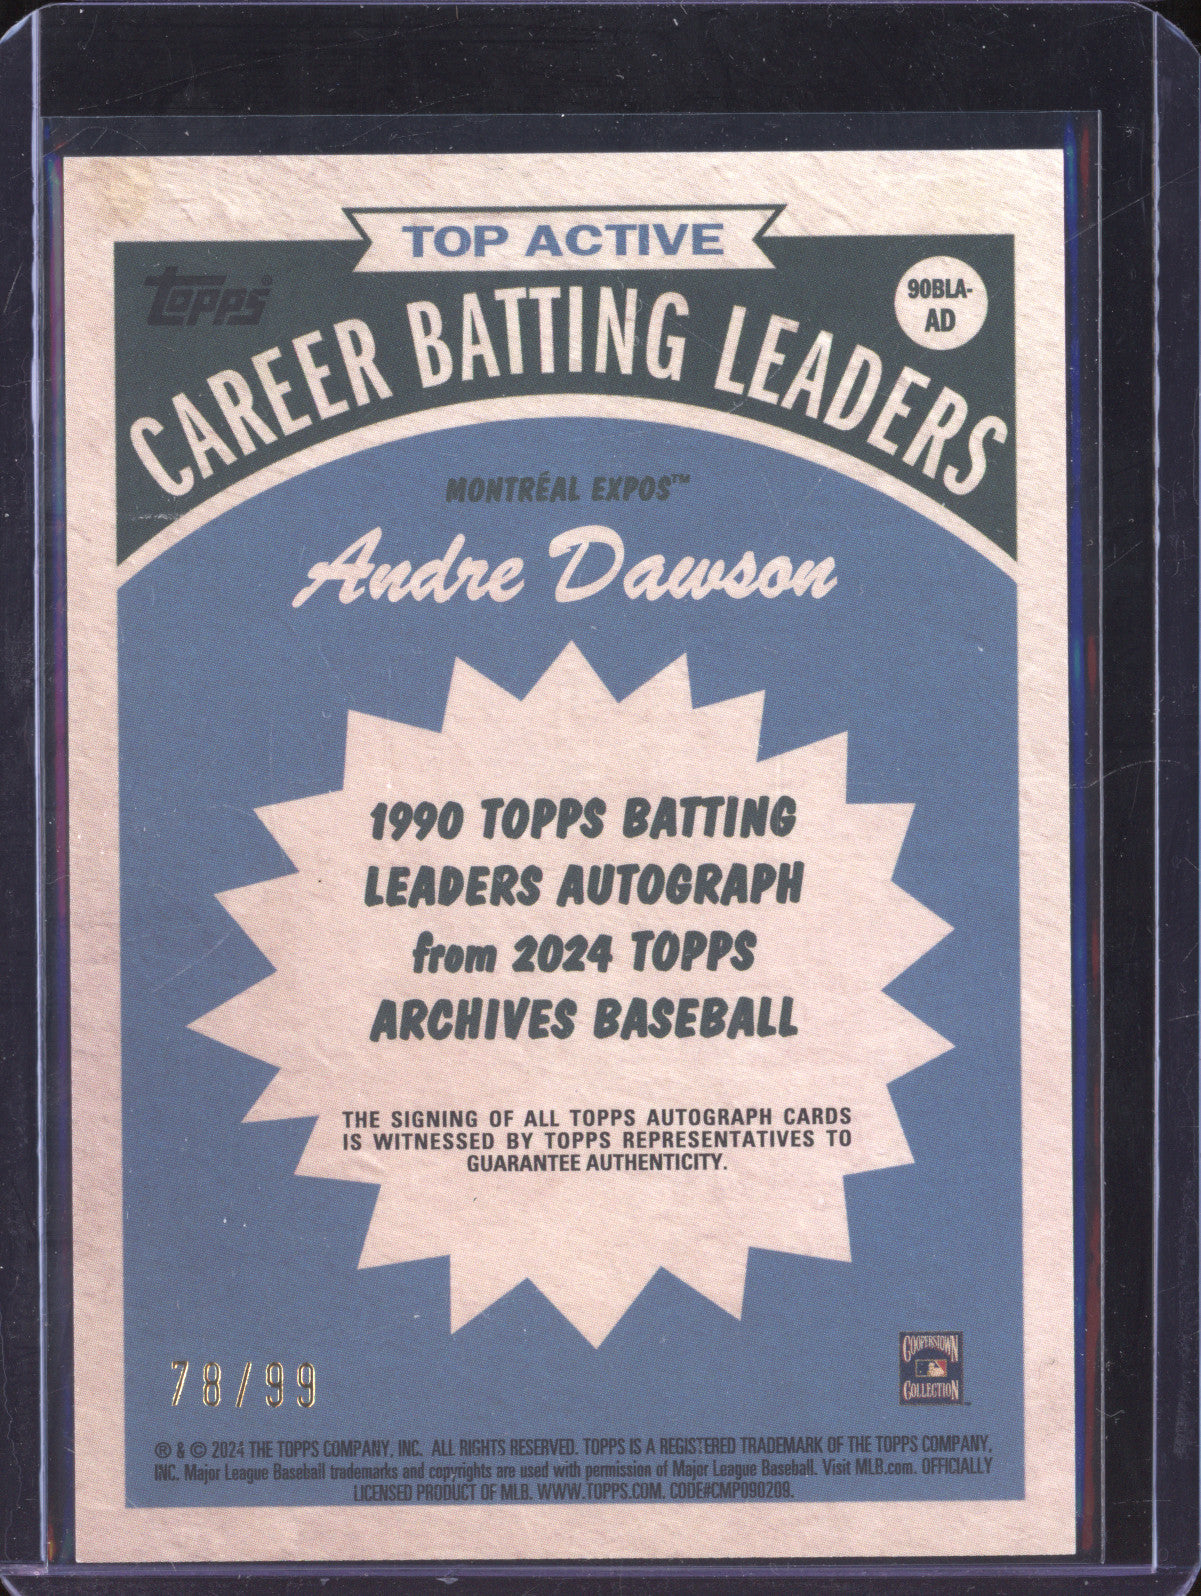 TOP ACTIVE
topps®
90BLA-
AD
CAREER BATTING LEADERS
MONTRÉAL EXPOS™
Andre Dawson
1990 TOPPS BATTING
LEADERS AUTOGRAPH
from 2024 TOPPS
ARCHIVES BASEBALL
THE SIGNING OF ALL TOPPS AUTOGRAPH CARDS
IS WITNESSED BY TOPPS REPRESENTATIVES TO
GUARANTEE AUTHENTICITY.
78/99
COOPERSTOWN
COLLECTION™
® & © 2024 THE TOPPS COMPANY, INC. ALL RIGHTS RESERVED. TOPPS IS A REGISTERED TRADEMARK OF THE TOPPS COMPANY,
INC. Major League Baseball trademarks and copyrights are used with permission of Major League Baseball. Visit MLB.com. OFFICIALLY
LICENSED PRODUCT OF MLB. WWW.TOPPS.COM. CODE#CMP090209.